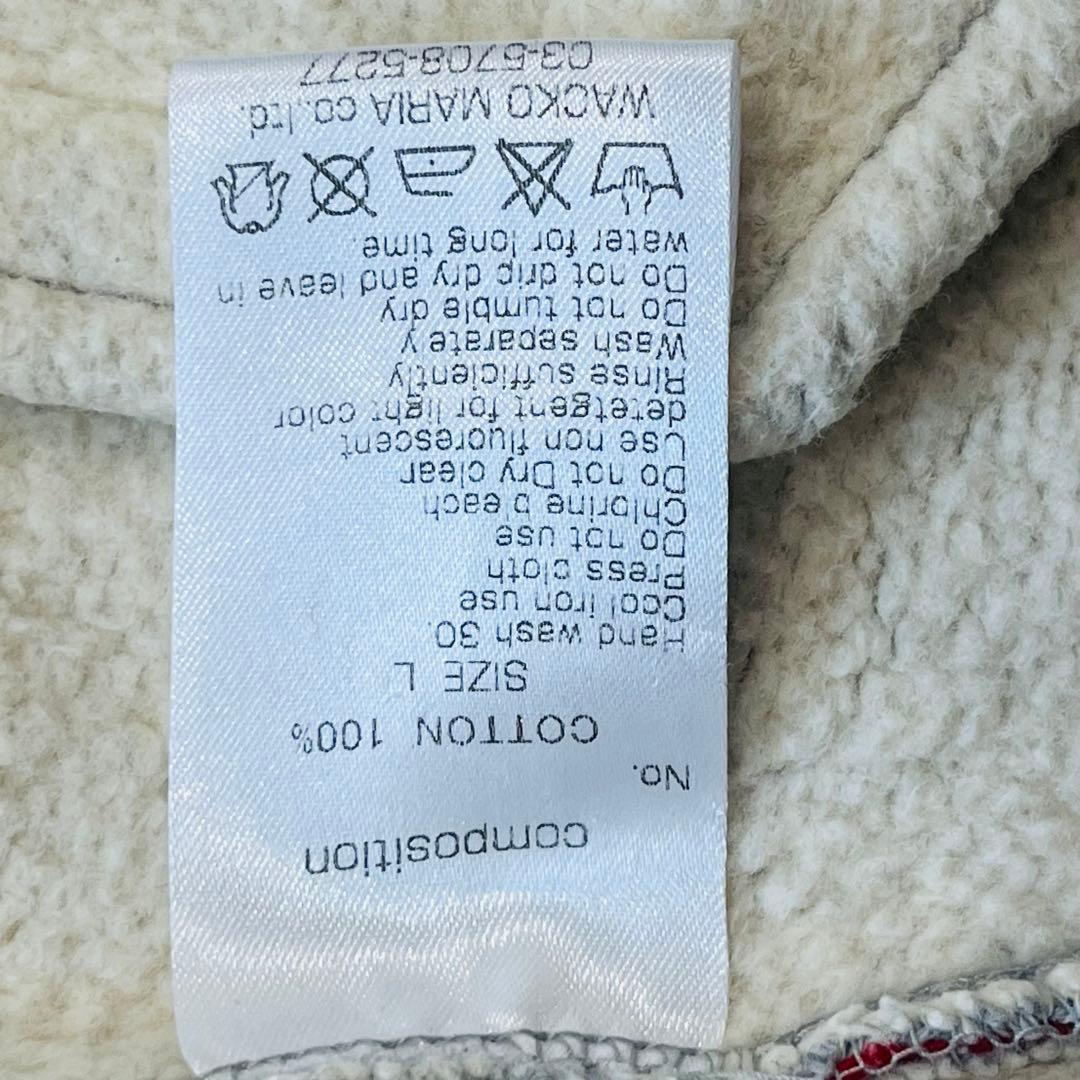 composition
No.
COTTON 100%
SIZE L
Hand wash 30.
Cool iron use
Press cloth
Do not use
Chlorine b each
Do not Dry clear
Use non fluorescent
detetgent for light color
Rinse sufficiently
Wash separate y
Do not tumble dry
Do not drip dry and leave in
water for long time.
WACKO MARIA co.,ltd.
03-5708-5277